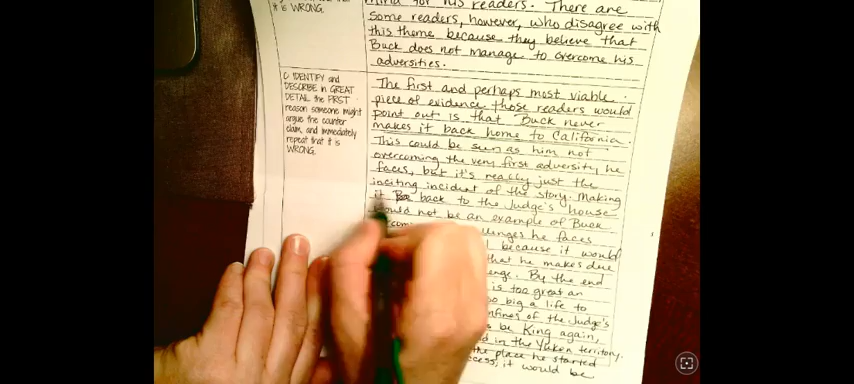 it is WRONG.
mind for his readers. There are
some readers, however, who disagree with
this theme because they believe that
Buck does not manage to overcome his
adversities.
C. IDENTIFY and
DESCRIBE in GREAT
DETAIL the FIRST
reason someone might
argue the counter
claim, and immediately
repeat that it is
WRONG.
The first and perhaps most viable
piece of evidence those readers would
point out is that Buck never
makes it back home to California.
This could be seen as him not
overcoming the very first adversity he
faces, but it's really just the
inciting incident of the story. Making
it back to the Judge's house
would not be an example of Buck
challenges he faces
because it would
that he makes due
By the end
is too great an
big a life to
of the Judge's
be King again,
in the Yukon territory.
the place he started
it would be